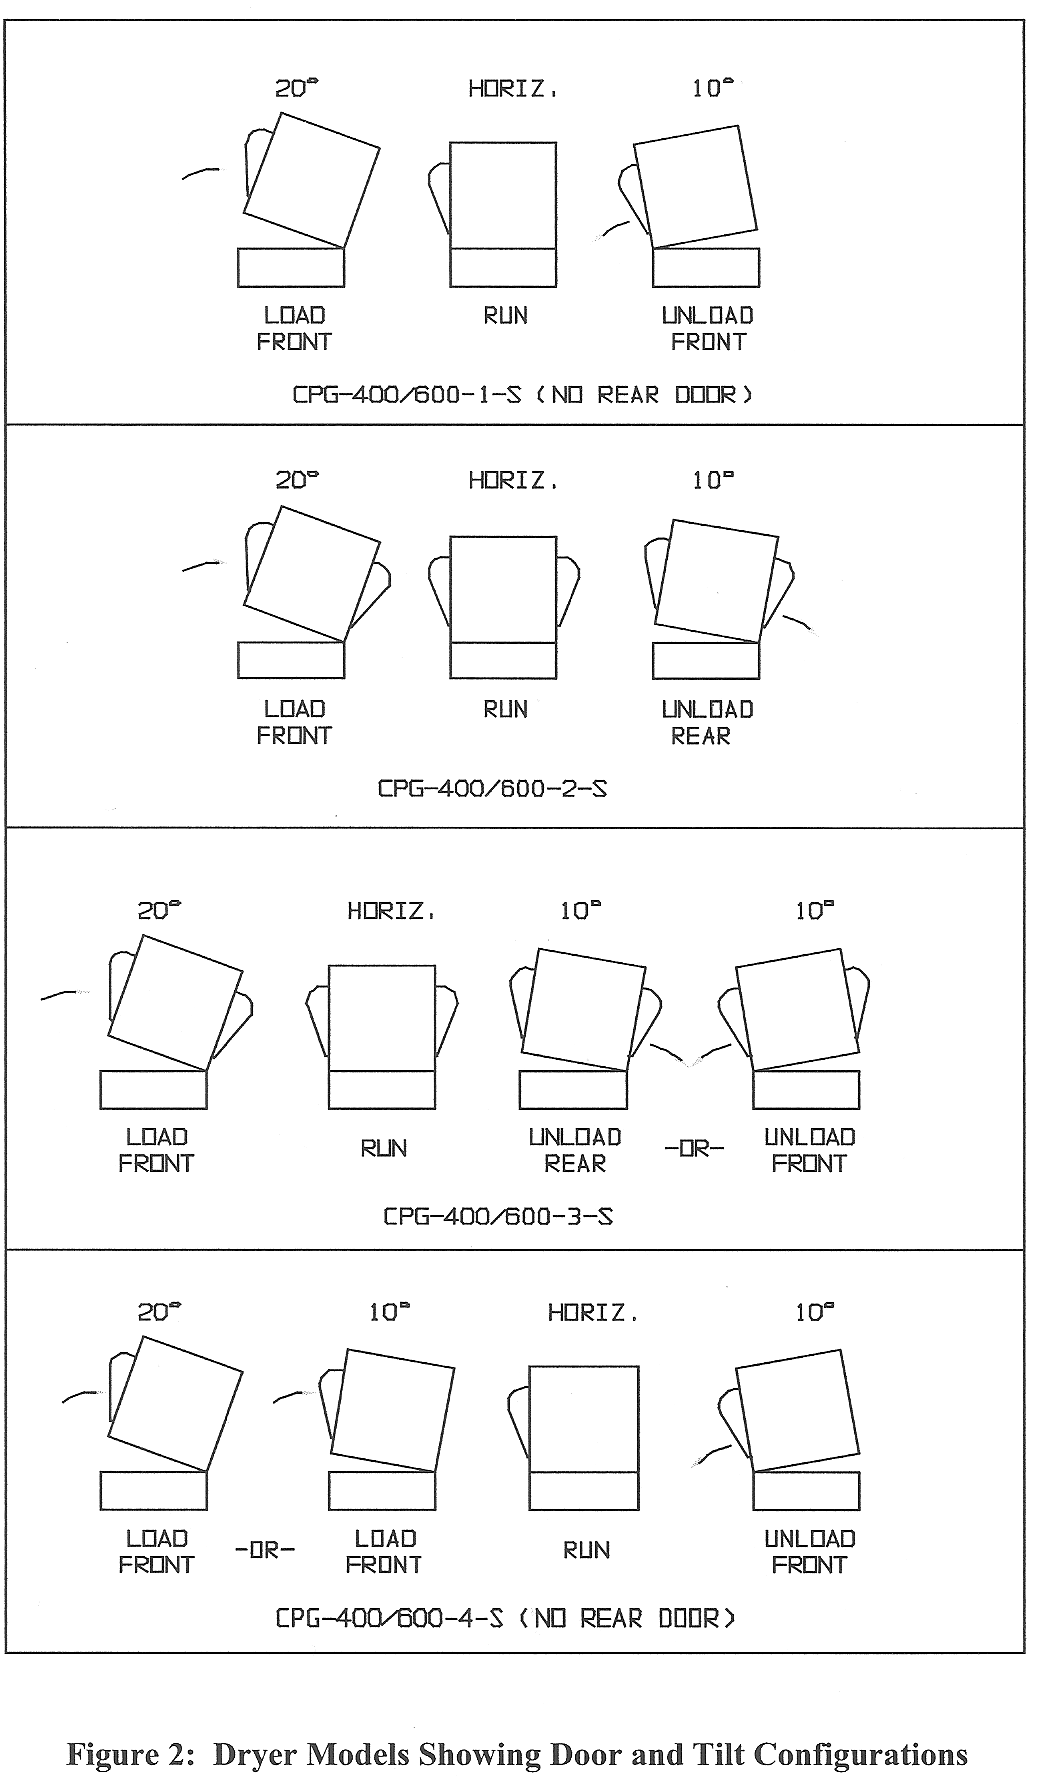 20° HORIZ. 10°
LOAD FRONT RUN UNLOAD FRONT
CPG-400/600-1-S (NO REAR DOOR)
20° HORIZ. 10°
LOAD FRONT RUN UNLOAD REAR
CPG-400/600-2-S
20° HORIZ. 10° 10°
LOAD FRONT RUN UNLOAD REAR -OR- UNLOAD FRONT
CPG-400/600-3-S
20° 10° HORIZ. 10°
LOAD FRONT -OR- LOAD FRONT RUN UNLOAD FRONT
CPG-400/600-4-S (NO REAR DOOR)
Figure 2: Dryer Models Showing Door and Tilt Configurations